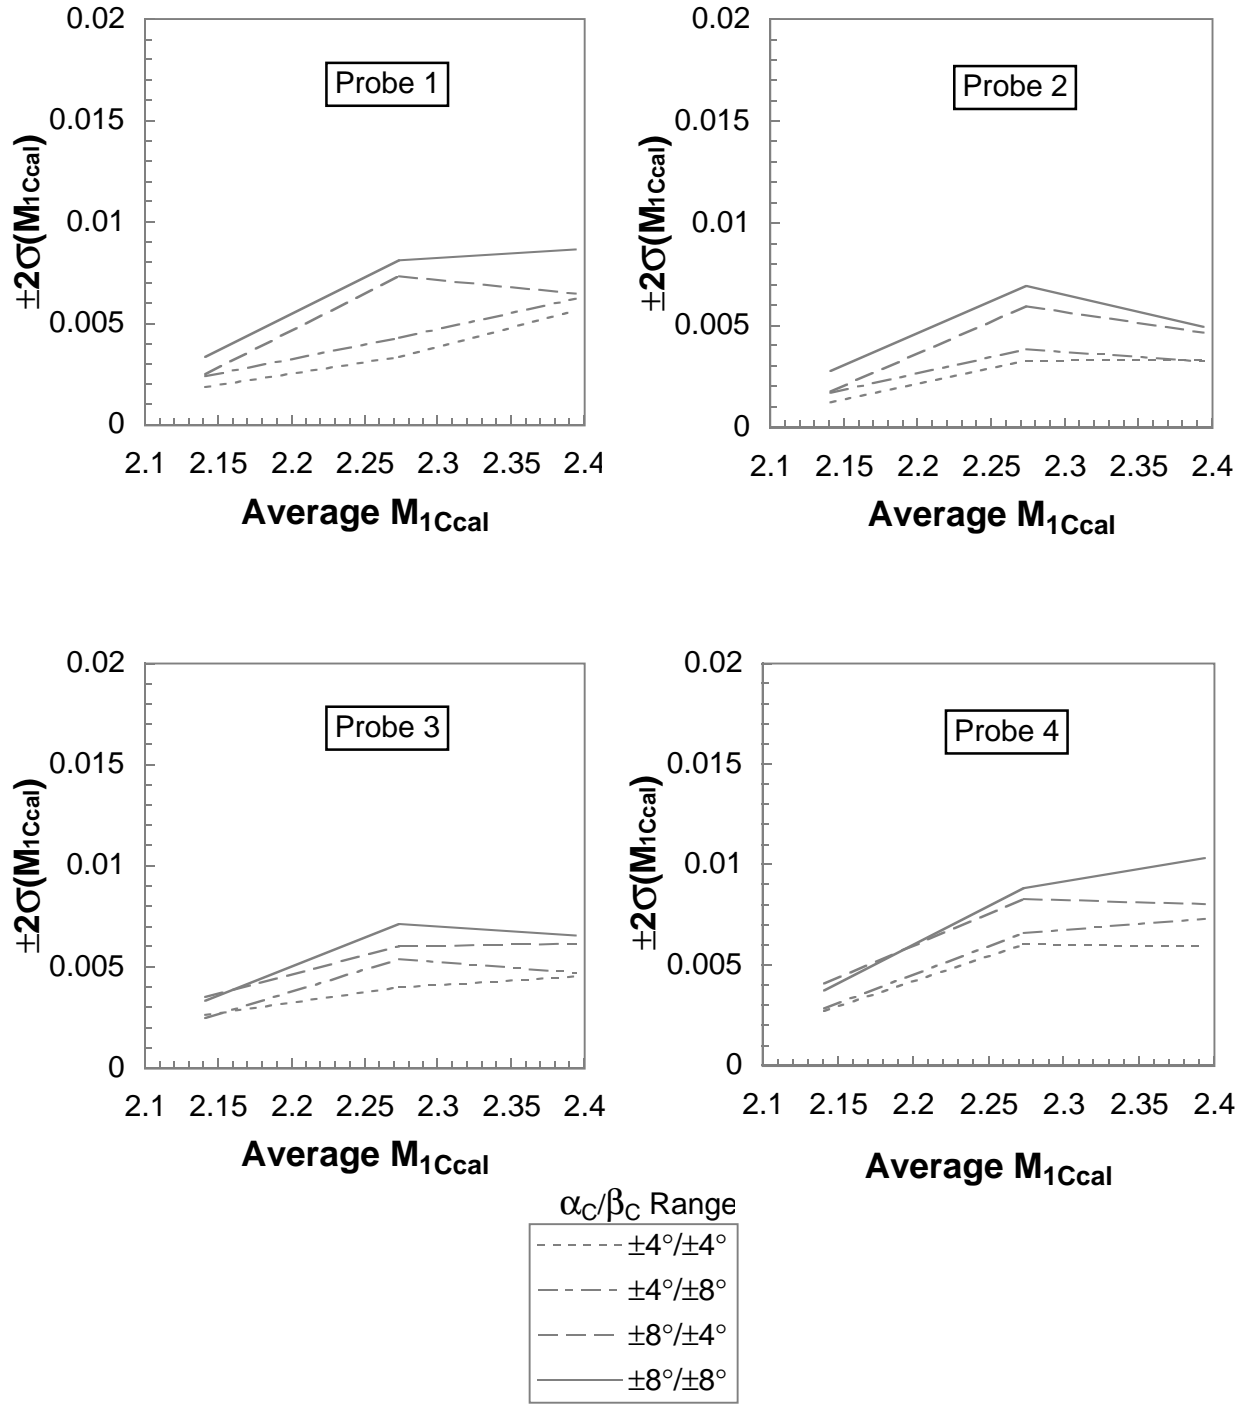 Probe 1
0.02
0.015
0.01
0.005
0
±2σ(M1Ccal)
2.1 2.15 2.2 2.25 2.3 2.35 2.4
Average M1Ccal
Probe 2
0.02
0.015
0.01
0.005
0
±2σ(M1Ccal)
2.1 2.15 2.2 2.25 2.3 2.35 2.4
Average M1Ccal
Probe 3
0.02
0.015
0.01
0.005
0
±2σ(M1Ccal)
2.1 2.15 2.2 2.25 2.3 2.35 2.4
Average M1Ccal
Probe 4
0.02
0.015
0.01
0.005
0
±2σ(M1Ccal)
2.1 2.15 2.2 2.25 2.3 2.35 2.4
Average M1Ccal
αC/βC Range
±4°/±4°
±4°/±8°
±8°/±4°
±8°/±8°